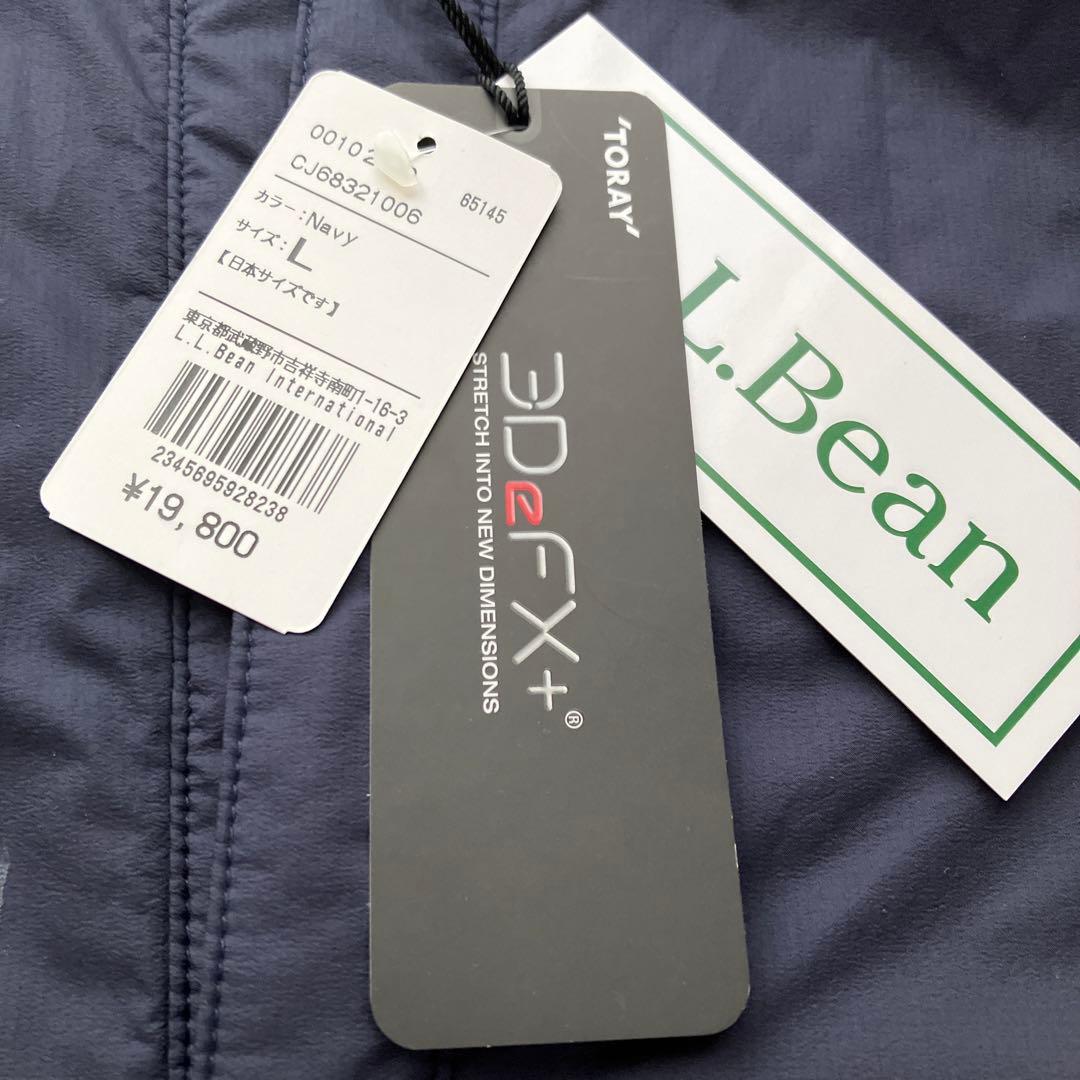 CJ68321006
65145
カラー:Navy
サイズ:L
【日本サイズです】
東京都武蔵野市吉祥寺南町1-16-3
L.L.Bean International
2345695928238
¥19,800
'TORAY'
3DeFX+®
STRETCH INTO NEW DIMENSIONS
L.Bean